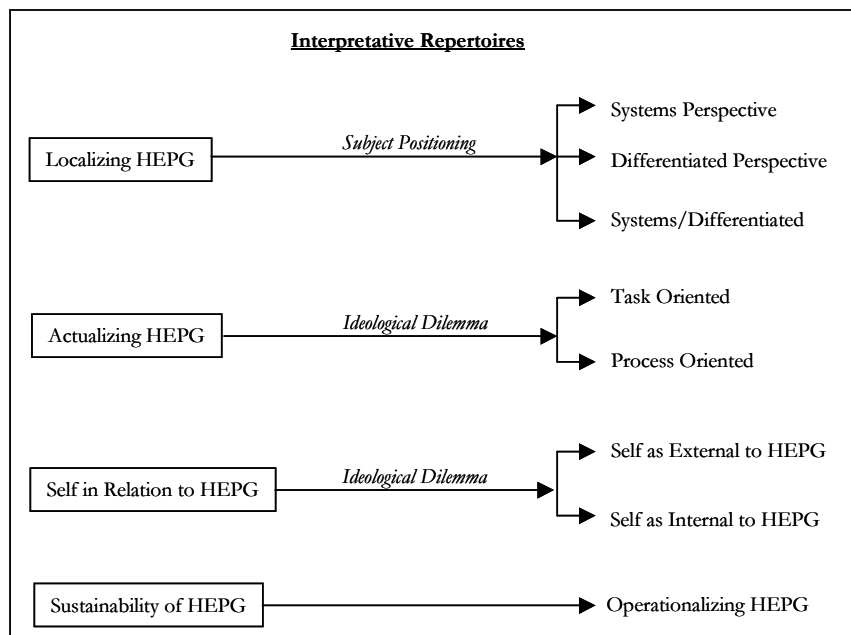 Interpretative Repertoires
Localizing HEPG
Subject Positioning
Systems Perspective
Differentiated Perspective
Systems/Differentiated
Actualizing HEPG
Ideological Dilemma
Task Oriented
Process Oriented
Self in Relation to HEPG
Ideological Dilemma
Self as External to HEPG
Self as Internal to HEPG
Sustainability of HEPG
Operationalizing HEPG